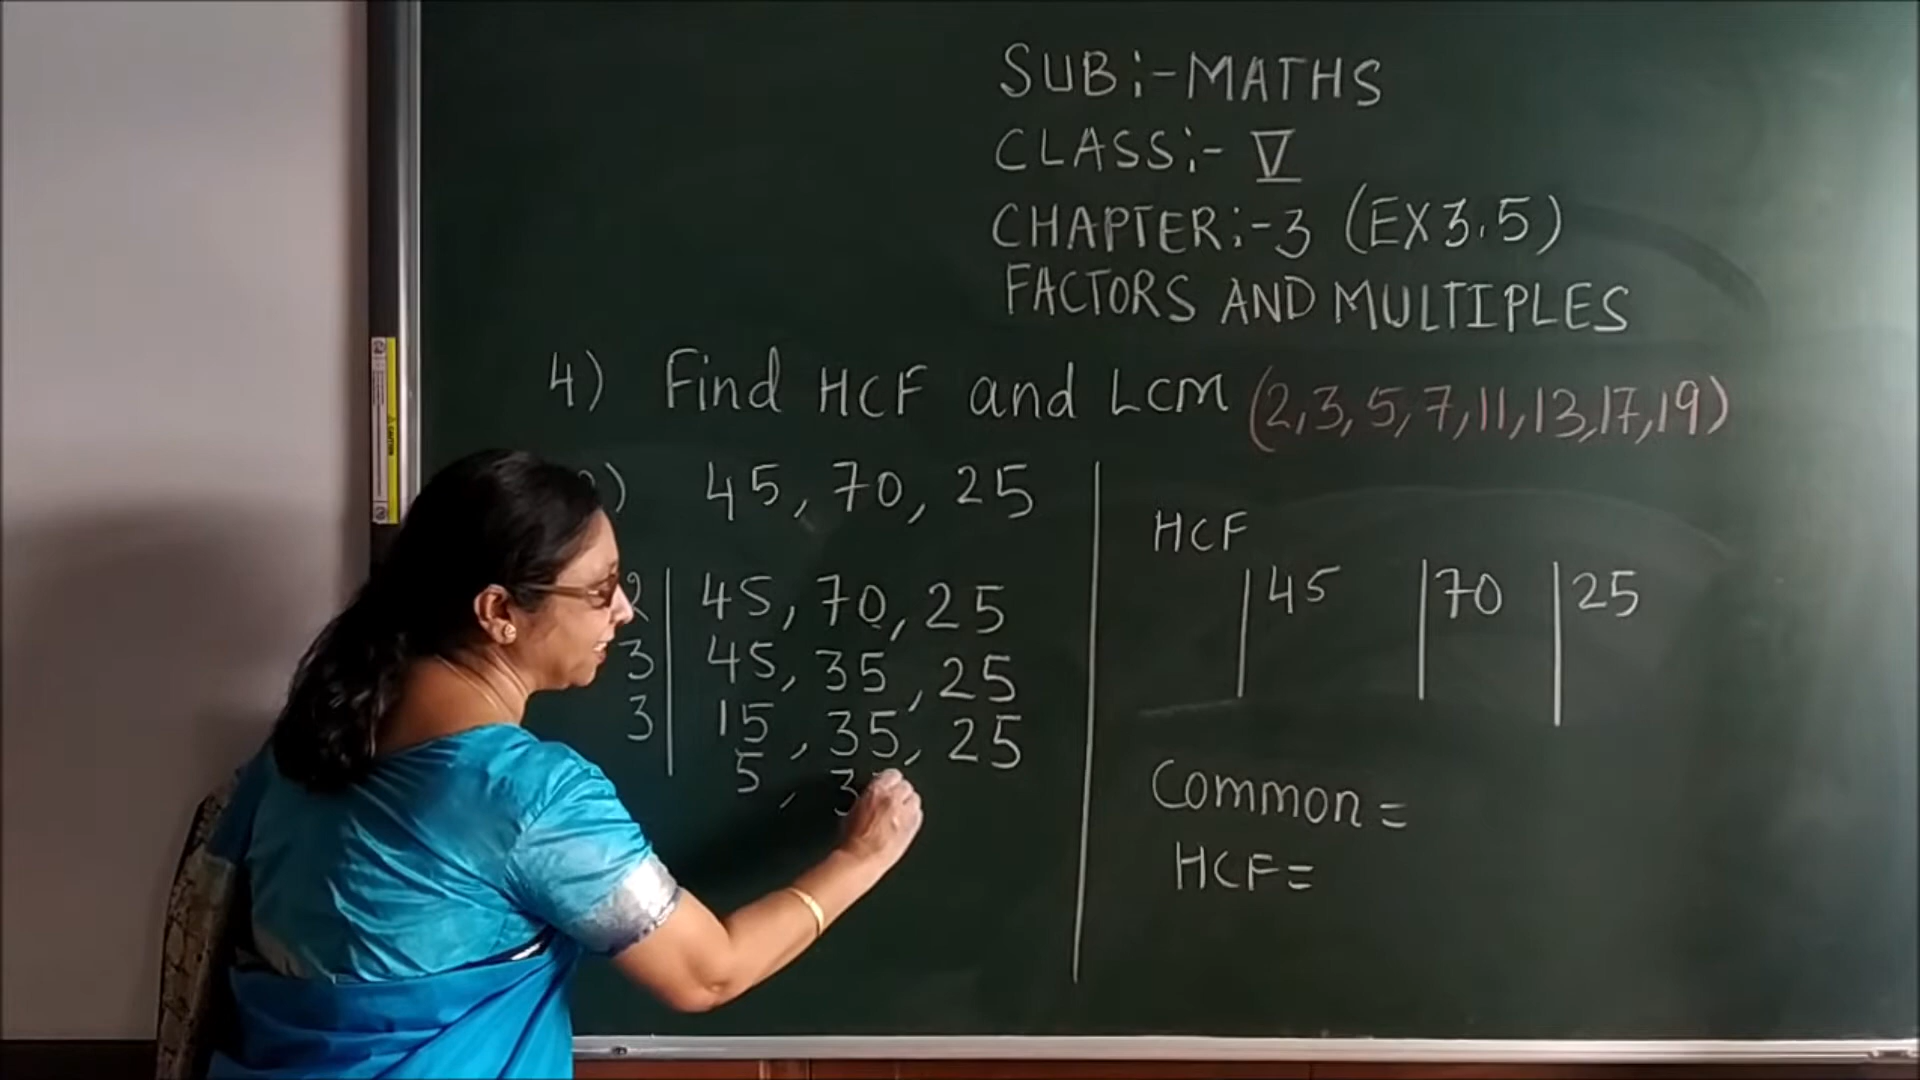 SUB:-MATHS
CLASS:- V
CHAPTER:-3 (EX3.5)
FACTORS AND MULTIPLES
4) Find HCF and LCM (2,3,5,7,11,13,17,19)
) 45, 70, 25
2 45, 70, 25
3 45, 35, 25
3 15, 35, 25
5, 3
HCF
45 70 25
Common =
HCF=